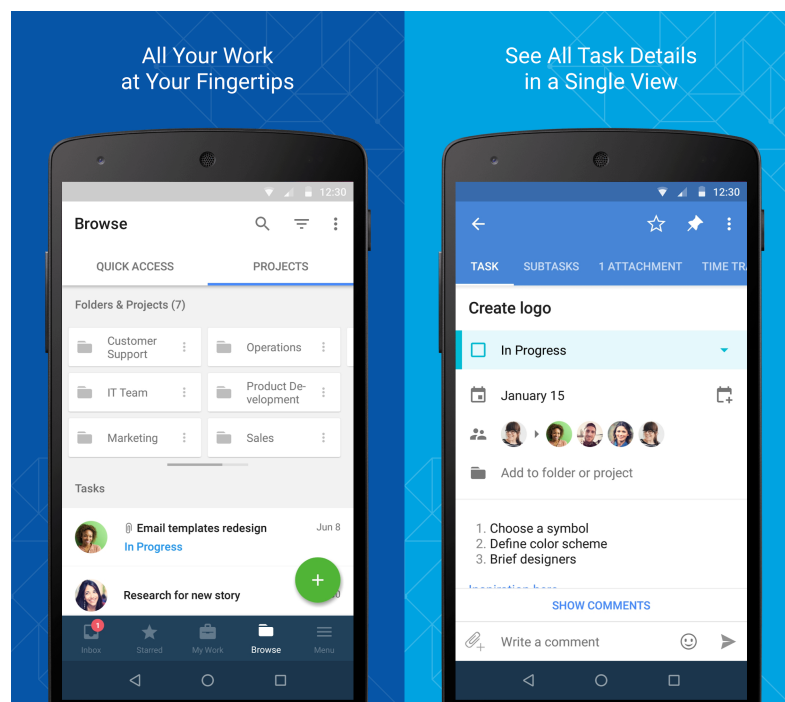 All Your Work
at Your Fingertips
12:30
Browse
QUICK ACCESS
PROJECTS
Folders & Projects (7)
Customer
Support
Operations
IT Team
Product De-
velopment
Marketing
Sales
Tasks
Email templates redesign
Jun 8
In Progress
Research for new story
1
Inbox
Starred
My Work
Browse
Menu
See All Task Details
in a Single View
12:30
TASK
SUBTASKS
1 ATTACHMENT
TIME TR
Create logo
In Progress
January 15
Add to folder or project
1. Choose a symbol
2. Define color scheme
3. Brief designers
SHOW COMMENTS
Write a comment